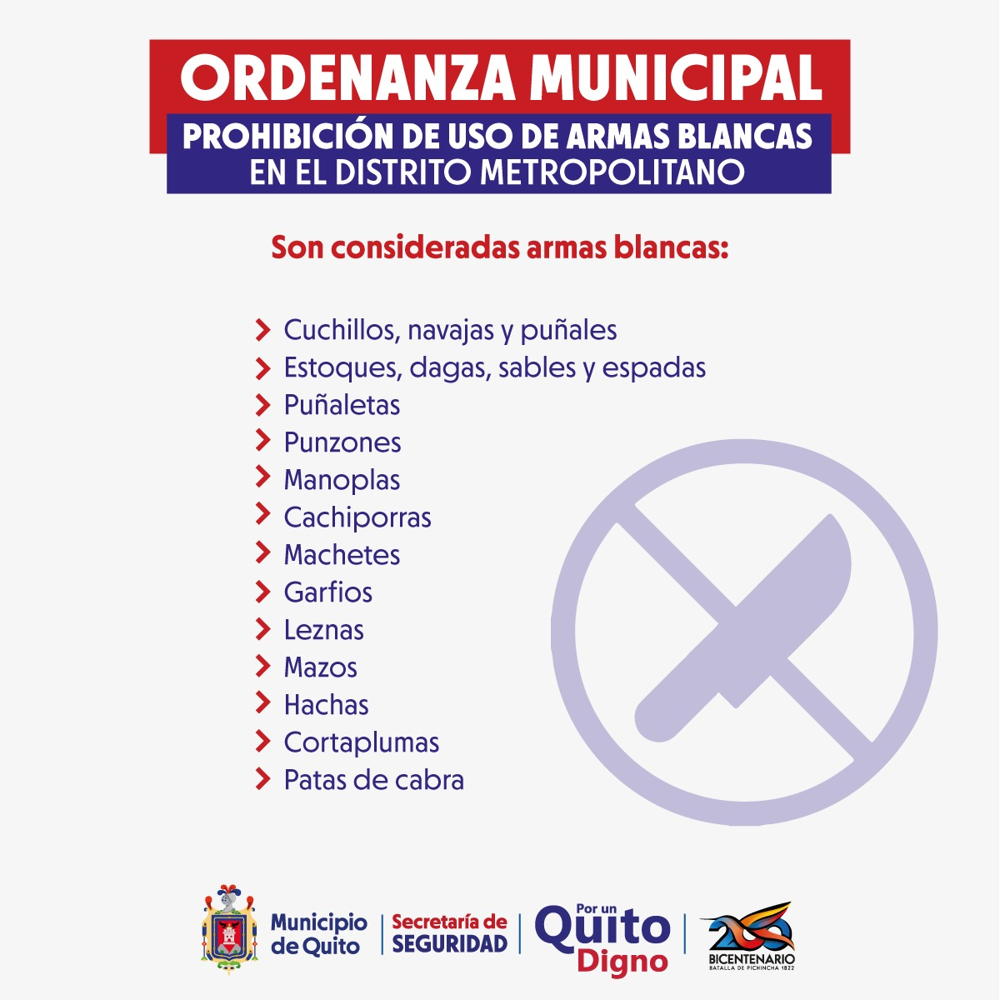 ORDENANZA MUNICIPAL
PROHIBICIÓN DE USO DE ARMAS BLANCAS
EN EL DISTRITO METROPOLITANO
Son consideradas armas blancas:
Cuchillos, navajas y puñales
Estoques, dagas, sables y espadas
Puñaletas
Punzones
Manoplas
Cachiporras
Machetes
Garfios
Leznas
Mazos
Hachas
Cortaplumas
Patas de cabra
Municipio
de Quito
Secretaría de
SEGURIDAD
Por un
Quito
Digno
200
BICENTENARIO
BATALLA DE PICHINCHA 1822